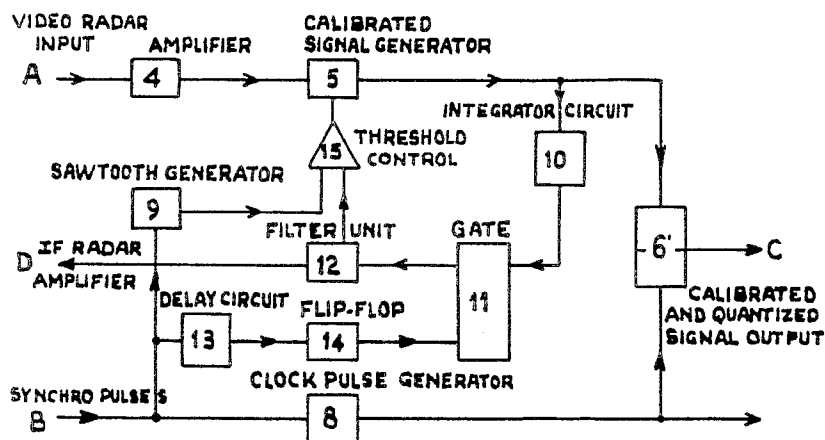 VIDEO RADAR
INPUT
A
AMPLIFIER
4
CALIBRATED
SIGNAL GENERATOR
5
INTEGRATOR CIRCUIT
10
15
THRESHOLD
CONTROL
SAWTOOTH GENERATOR
9
D
IF RADAR
AMPLIFIER
FILTER UNIT
12
GATE
11
6'
C
CALIBRATED
AND QUANTIZED
SIGNAL OUTPUT
DELAY CIRCUIT
13
FLIP-FLOP
14
CLOCK PULSE GENERATOR
8
SYNCHRO PULSES
B